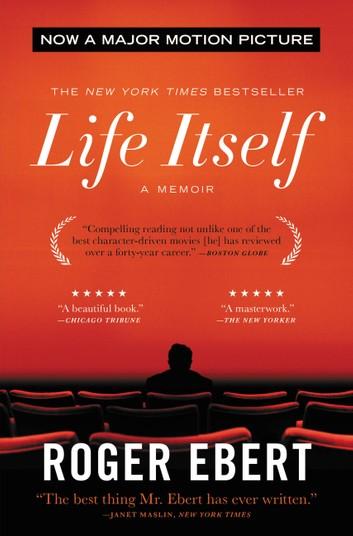 NOW A MAJOR MOTION PICTURE
THE NEW YORK TIMES BESTSELLER
Life Itself
A MEMOIR
“Compelling reading not unlike one of the
best character-driven movies [he] has reviewed
over a forty-year career.” —BOSTON GLOBE
“A beautiful book.”
—CHICAGO TRIBUNE
“A masterwork.”
—THE NEW YORKER
ROGER EBERT
“The best thing Mr. Ebert has ever written.”
—JANET MASLIN, NEW YORK TIMES